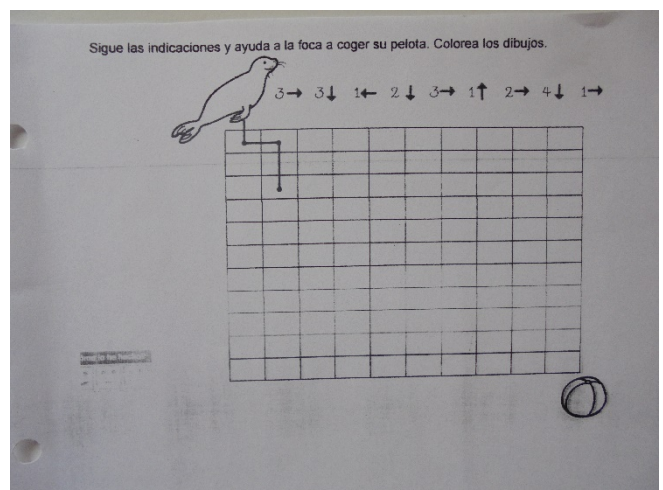 Sigue las indicaciones y ayuda a la foca a coger su pelota. Colorea los dibujos.
3→ 3↓ 1← 2↓ 3→ 1↑ 2→ 4↓ 1→